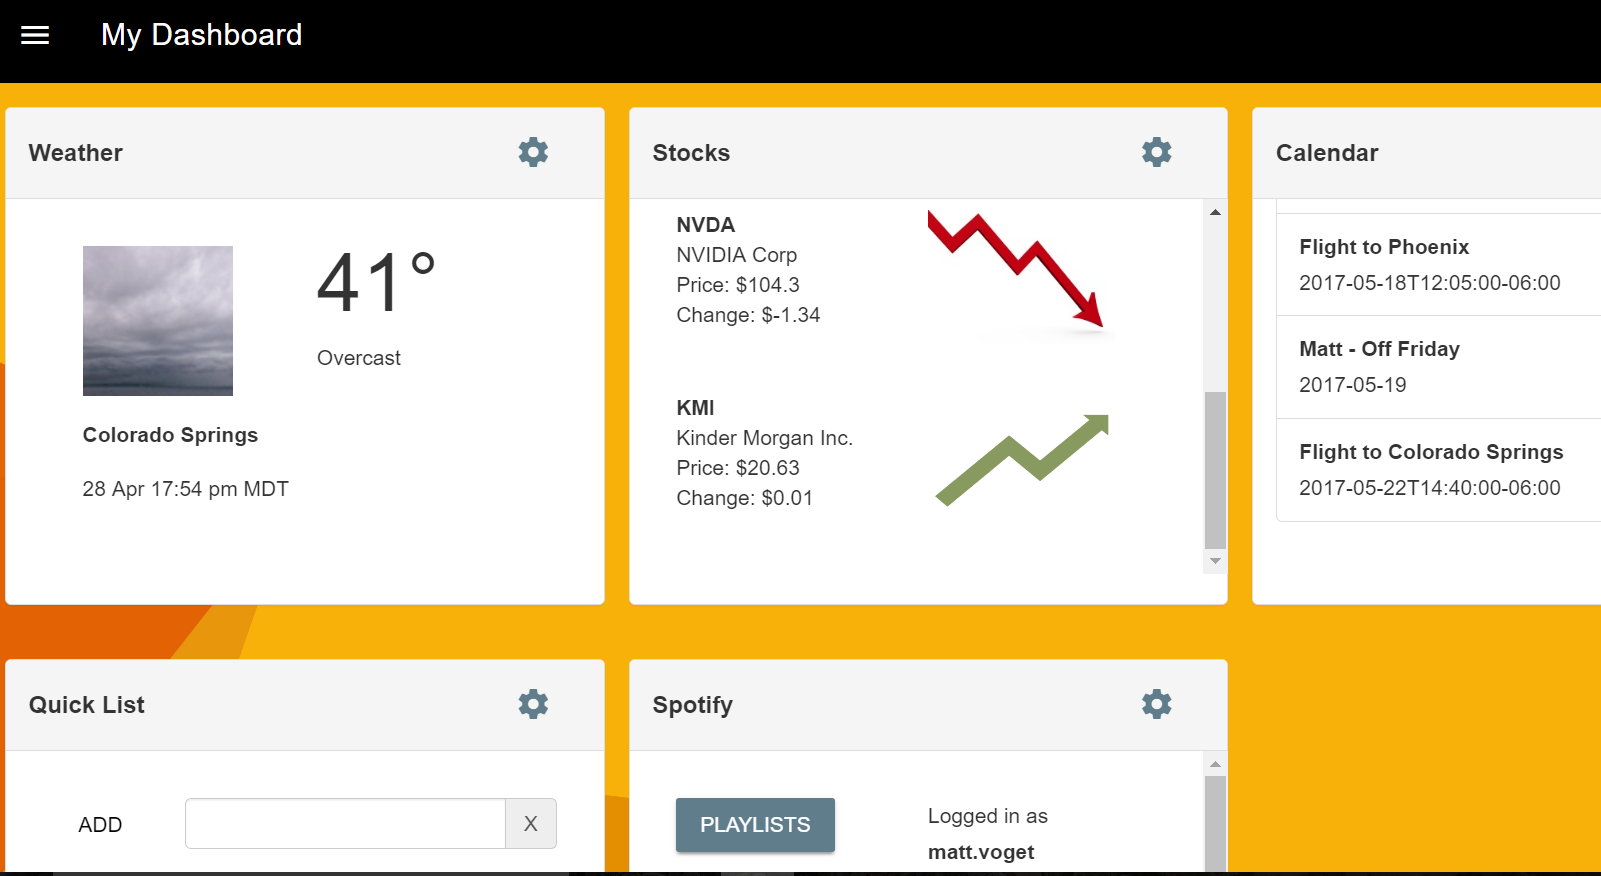 My Dashboard
Weather
41°
Overcast
Colorado Springs
28 Apr 17:54 pm MDT
Stocks
NVDA
NVIDIA Corp
Price: $104.3
Change: $-1.34
KMI
Kinder Morgan Inc.
Price: $20.63
Change: $0.01
Calendar
Flight to Phoenix
2017-05-18T12:05:00-06:00
Matt - Off Friday
2017-05-19
Flight to Colorado Springs
2017-05-22T14:40:00-06:00
Quick List
ADD
X
Spotify
PLAYLISTS
Logged in as
matt.voget